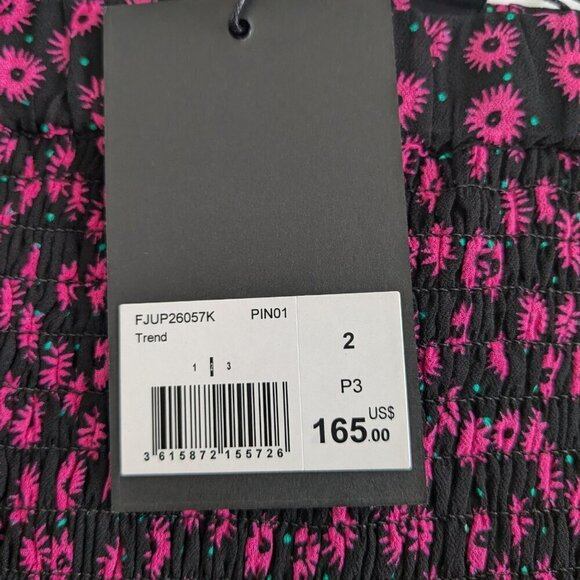 FJUP26057K PIN01
Trend
1 2 3
3 615872 155726
2
P3
US$
165.00